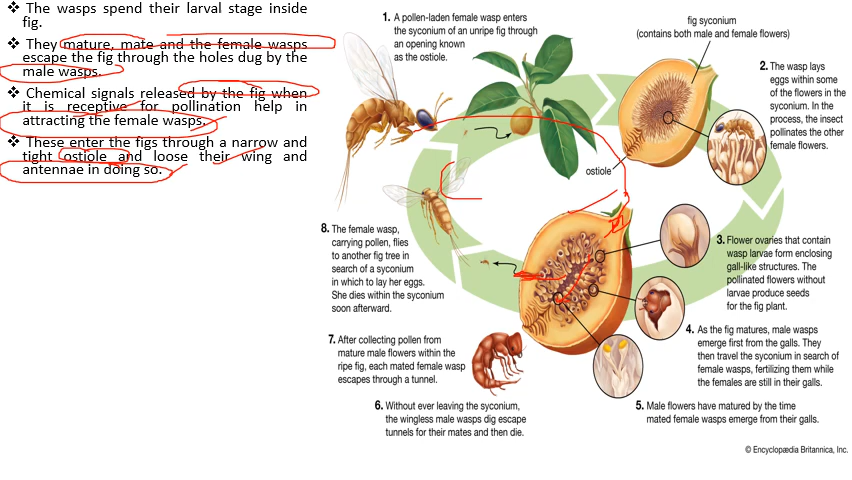 ❖ The wasps spend their larval stage inside
fig.
❖ They mature, mate and the female wasps
escape the fig through the holes dug by the
male wasps.
❖ Chemical signals released by the fig when
it is receptive for pollination help in
attracting the female wasps.
❖ These enter the figs through a narrow and
tight ostiole and loose their wing and
antennae in doing so.
1. A pollen-laden female wasp enters
the syconium of an unripe fig through
an opening known
as the ostiole.
fig syconium
(contains both male and female flowers)
2. The wasp lays
eggs within some
of the flowers in the
syconium. In the
process, the insect
pollinates the other
female flowers.
ostiole
3. Flower ovaries that contain
wasp larvae form enclosing
gall-like structures. The
pollinated flowers without
larvae produce seeds
for the fig plant.
4. As the fig matures, male wasps
emerge first from the galls. They
then travel the syconium in search of
female wasps, fertilizing them while
the females are still in their galls.
5. Male flowers have matured by the time
mated female wasps emerge from their galls.
6. Without ever leaving the syconium,
the wingless male wasps dig escape
tunnels for their mates and then die.
7. After collecting pollen from
mature male flowers within the
ripe fig, each mated female wasp
escapes through a tunnel.
8. The female wasp,
carrying pollen, flies
to another fig tree in
search of a syconium
in which to lay her eggs.
She dies within the syconium
soon afterward.
© Encyclopædia Britannica, Inc.